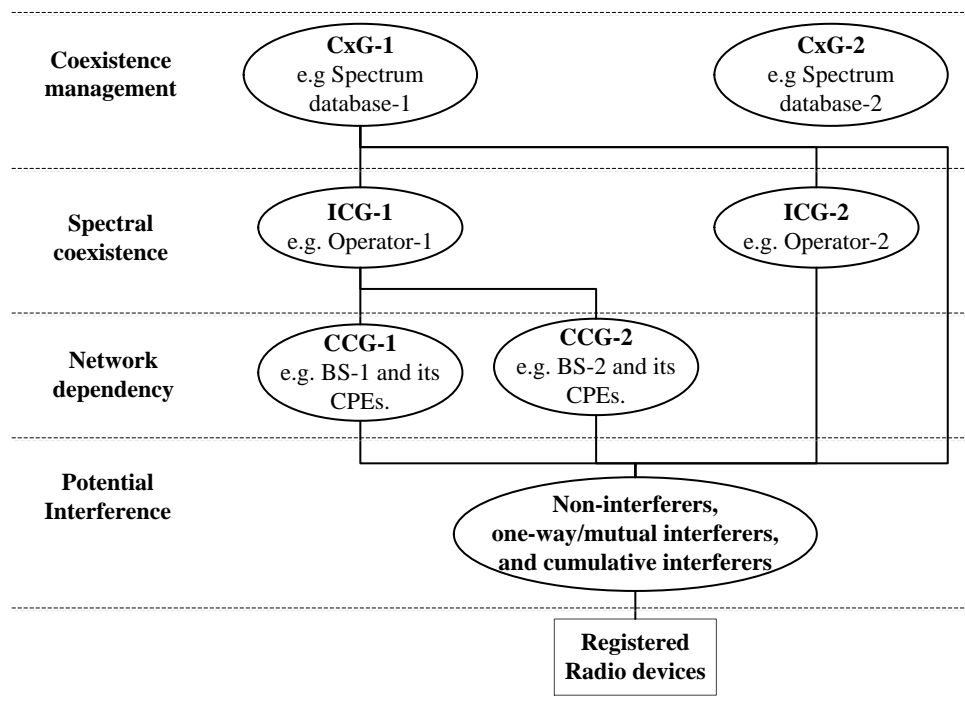 Coexistence
management
CxG-1
e.g Spectrum
database-1
CxG-2
e.g Spectrum
database-2
Spectral
coexistence
ICG-1
e.g. Operator-1
ICG-2
e.g. Operator-2
Network
dependency
CCG-1
e.g. BS-1 and its
CPEs.
CCG-2
e.g. BS-2 and its
CPEs.
Potential
Interference
Non-interferers,
one-way/mutual interferers,
and cumulative interferers
Registered
Radio devices